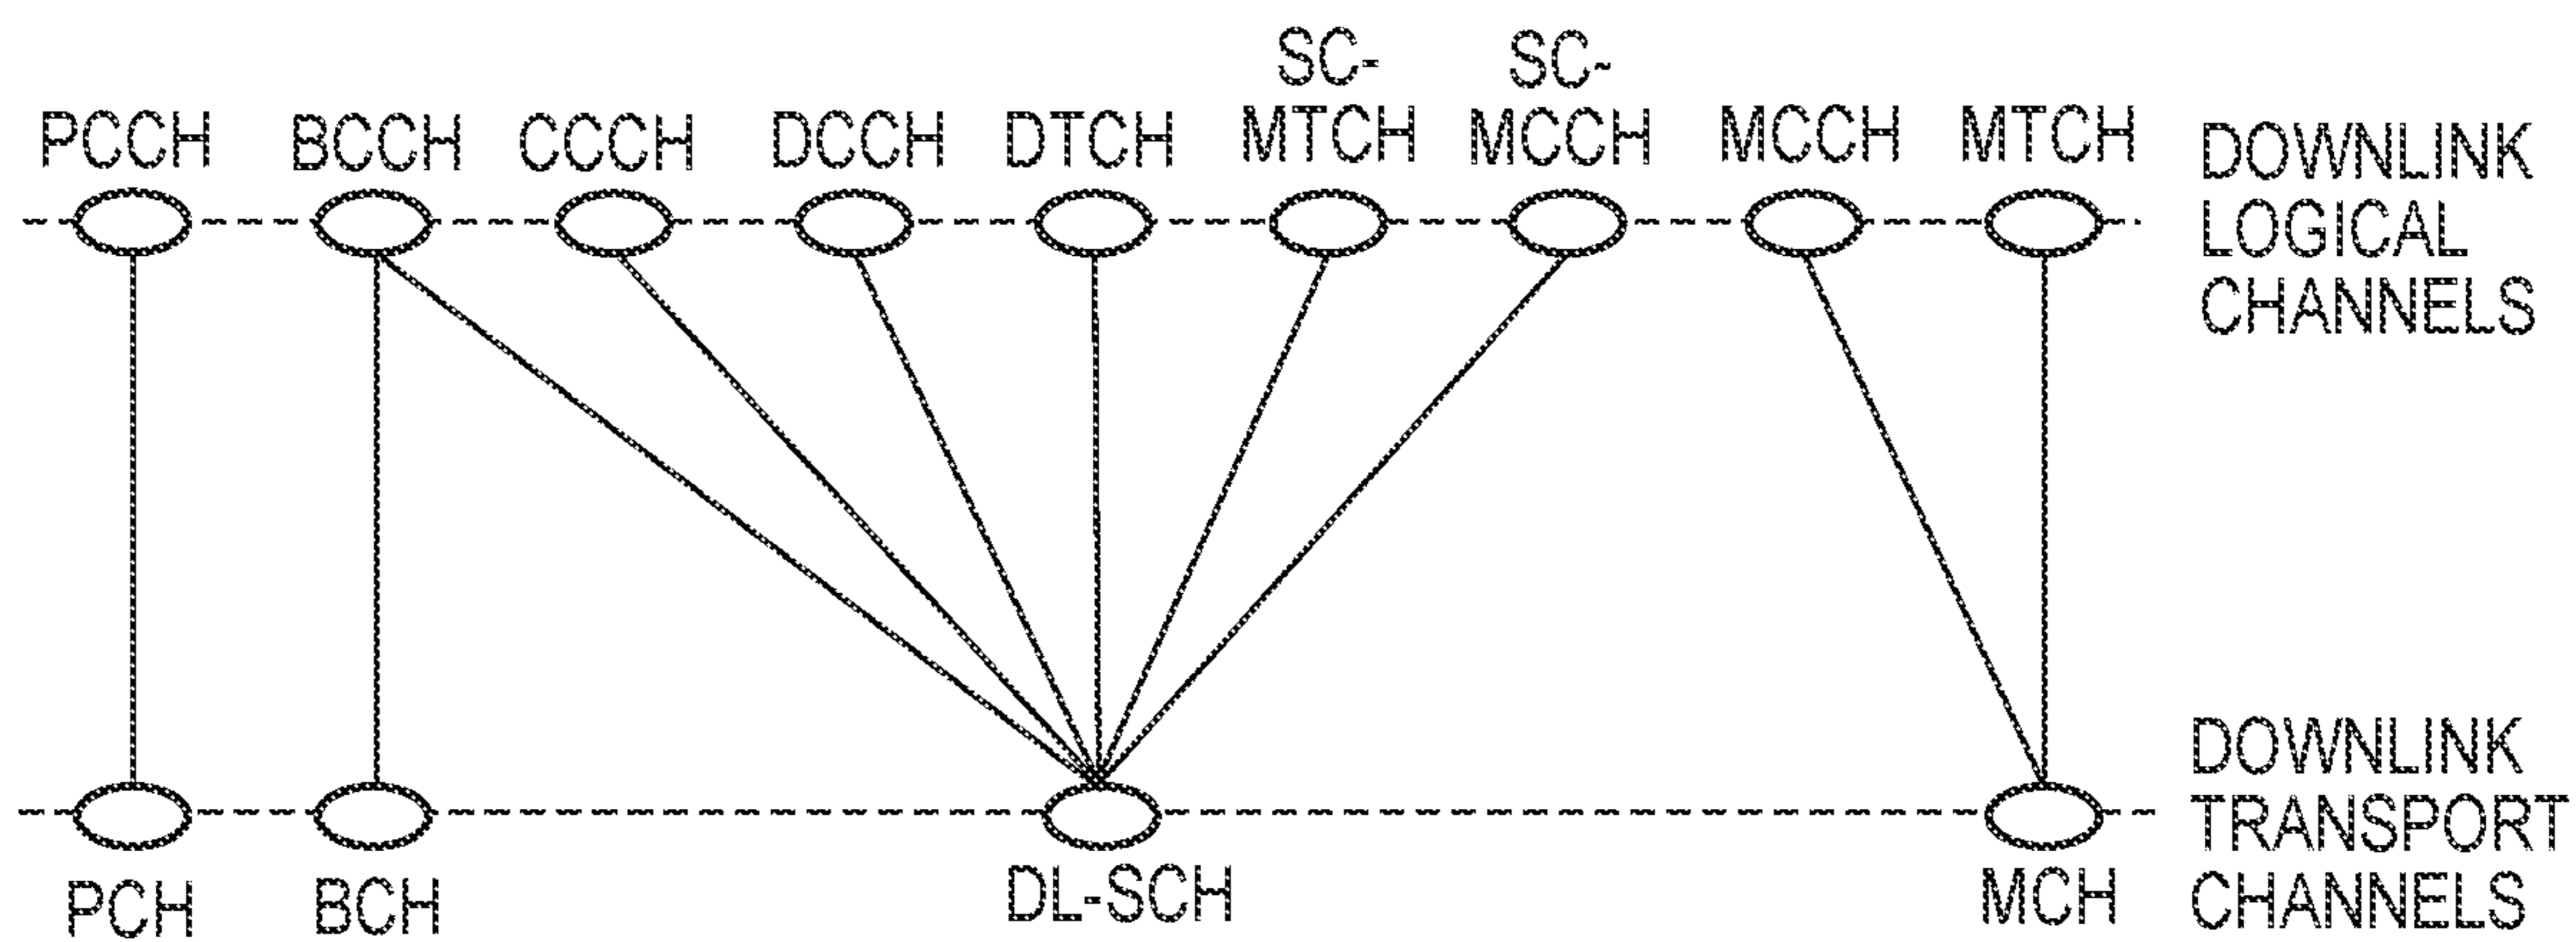 PCCH
BCCH
CCCH
DCCH
DTCH
SC-
MTCH
SC-
MCCH
MCCH
MTCH
DOWNLINK
LOGICAL
CHANNELS
PCH
BCH
DL-SCH
MCH
DOWNLINK
TRANSPORT
CHANNELS